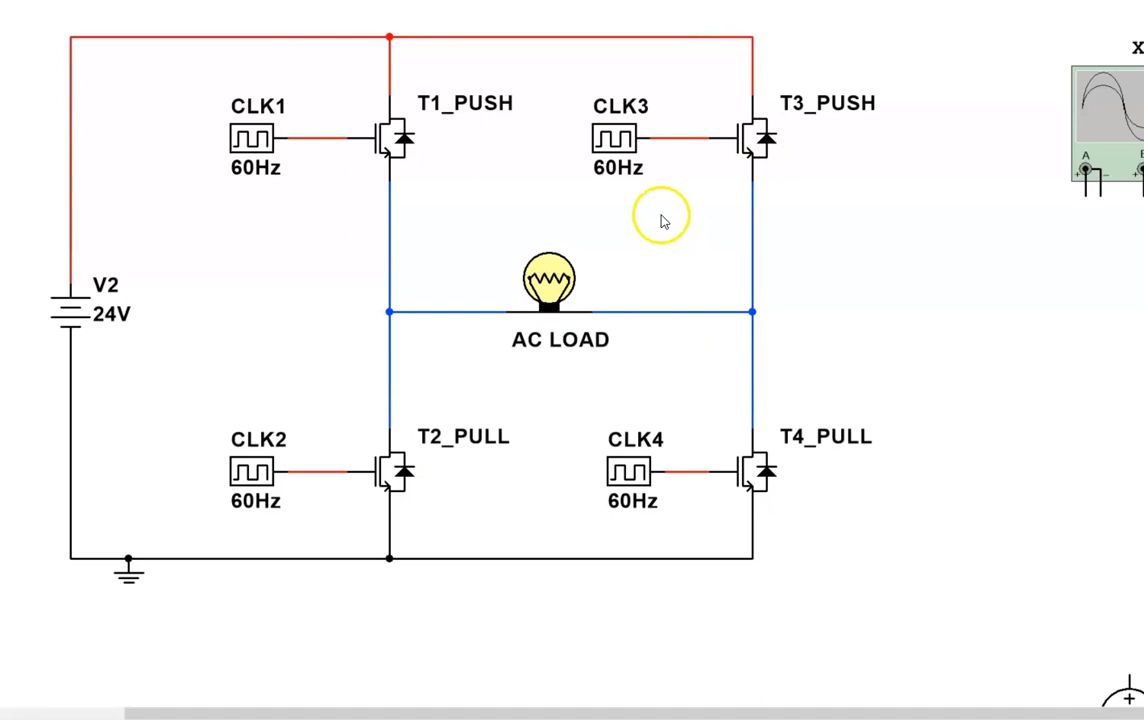 X
CLK1
T1_PUSH
CLK3
T3_PUSH
60Hz
60Hz
A
V2
24V
AC LOAD
CLK2
T2_PULL
CLK4
T4_PULL
60Hz
60Hz